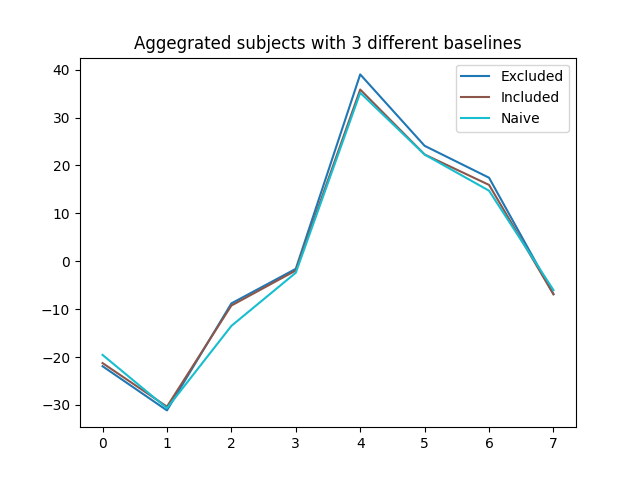 Aggegrated subjects with 3 different baselines
40
30
20
10
0
−10
−20
−30
0 1 2 3 4 5 6 7
Excluded
Included
Naive